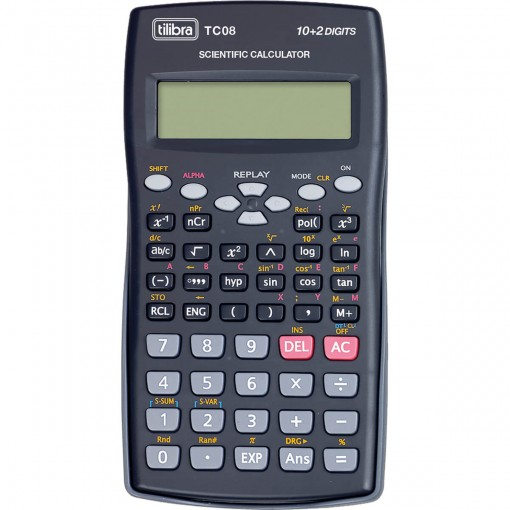 tilibra TC08 10+2 DIGITS
SCIENTIFIC CALCULATOR
SHIFT ALPHA REPLAY MODE CLR ON
x! nPr Rec( : ³√
x⁻¹ nCr Pol( x³
d/c ˣ√ 10ˣ eˣ e
ab/c √ x² ∧ log ln
A ← B C sin⁻¹ D cos⁻¹ E tan⁻¹ F
(−) °,,, hyp sin cos tan
STO ← X ; Y M− M
RCL ENG ( ) , M+
INS OFF
7 8 9 DEL AC
4 5 6 × ÷
S-SUM S-VAR
1 2 3 + −
Rnd Ran# π DRG▸ %
0 · EXP Ans =